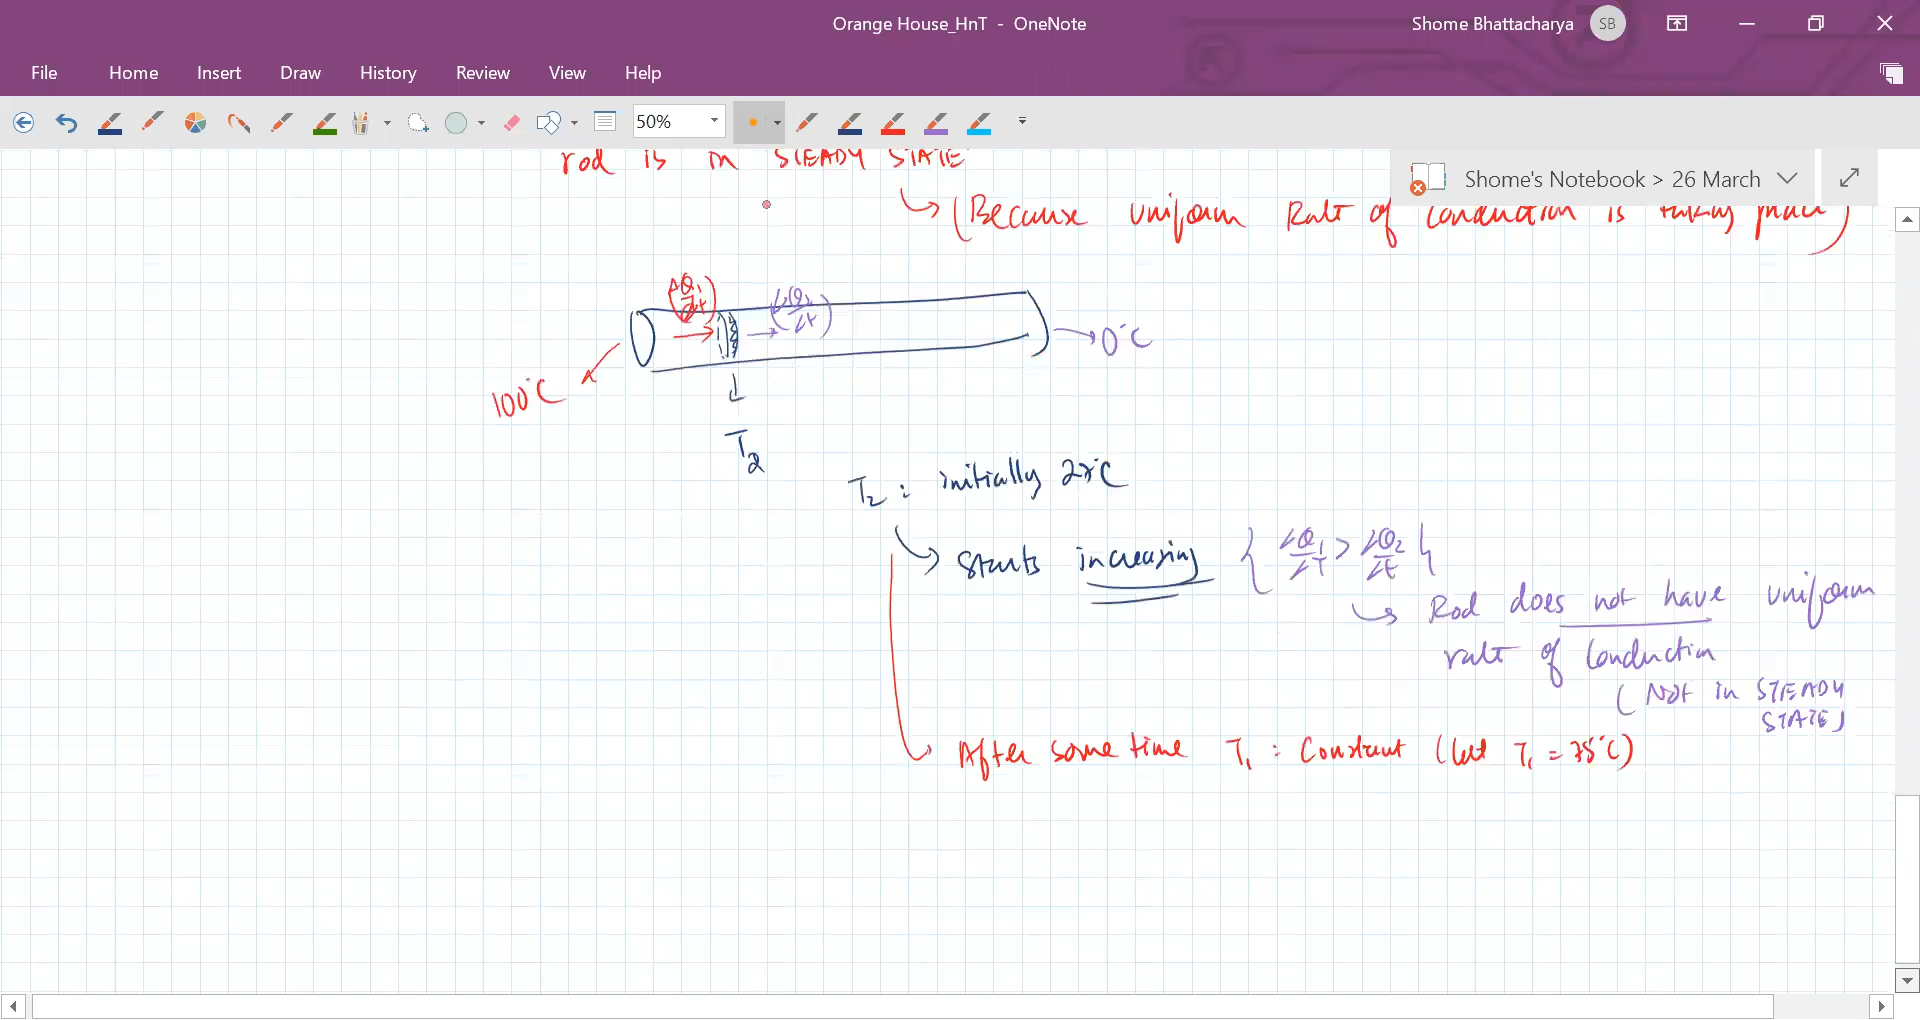 Orange House_HnT - OneNote
Shome Bhattacharya SB
File Home Insert Draw History Review View Help
50%
Shome's Notebook > 26 March
rod is in STEADY STATE
(Because uniform Rate of conduction is taking place)
ΔQ₁/Δt
ΔQ₂/Δt
100°C
0°C
T₂
T₂ : initially 25°C
Starts increasing { ΔQ₁/ΔT > ΔQ₂/Δt }
Rod does not have uniform
rate of conduction
(Not in STEADY
STATE)
After some time T₁ : Constant (let T₁ = 75°C)